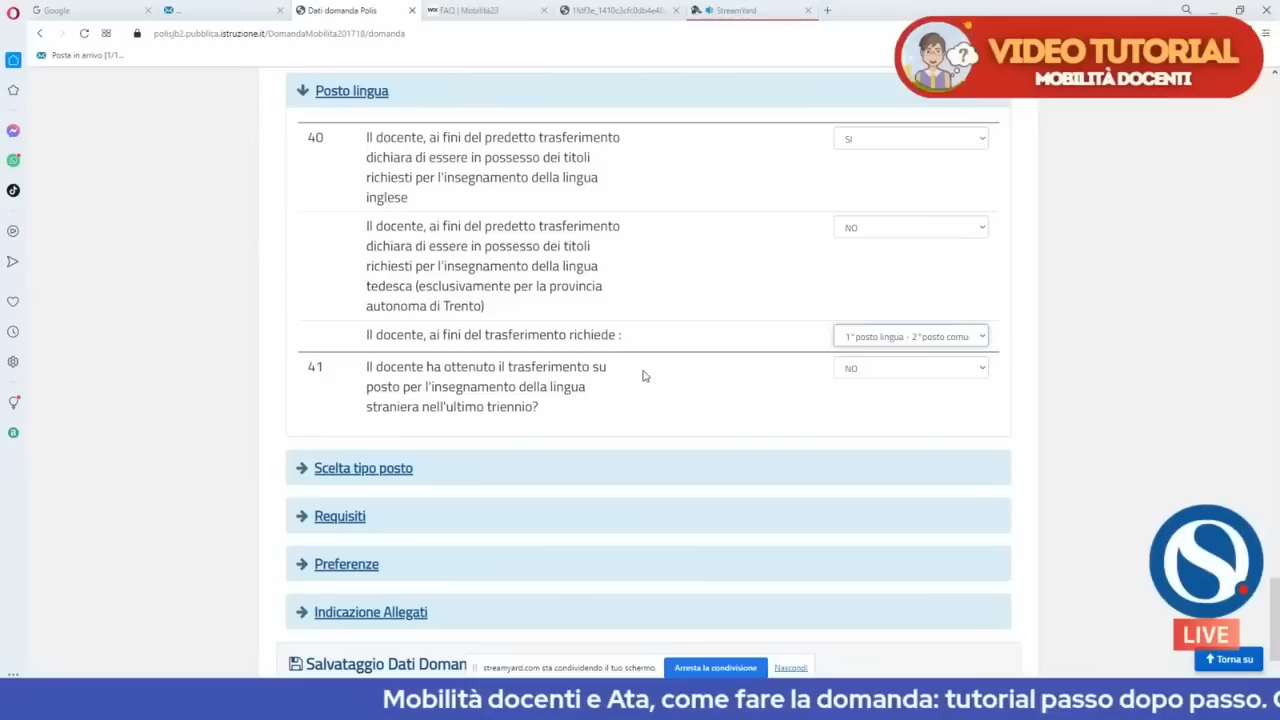 Google
...
Dati domanda Polis
WX FAQ | Mobilità23
StreamYard
polisjb2.pubblica.istruzione.it/DomandaMobilita201718/domanda
Posta in arrivo [1/1...
VIDEO TUTORIAL
MOBILITÀ DOCENTI
Posto lingua
40
Il docente, ai fini del predetto trasferimento
dichiara di essere in possesso dei titoli
richiesti per l'insegnamento della lingua
inglese
SI
Il docente, ai fini del predetto trasferimento
dichiara di essere in possesso dei titoli
richiesti per l'insegnamento della lingua
tedesca (esclusivamente per la provincia
autonoma di Trento)
NO
Il docente, ai fini del trasferimento richiede :
1°posto lingua - 2°posto comu
41
Il docente ha ottenuto il trasferimento su
posto per l'insegnamento della lingua
straniera nell'ultimo triennio?
NO
Scelta tipo posto
Requisiti
Preferenze
Indicazione Allegati
Salvataggio Dati Doman
streamyard.com sta condividendo il tuo schermo.
Arresta la condivisione
Nascondi
LIVE
Torna su
Mobilità docenti e Ata, come fare la domanda: tutorial passo dopo passo.